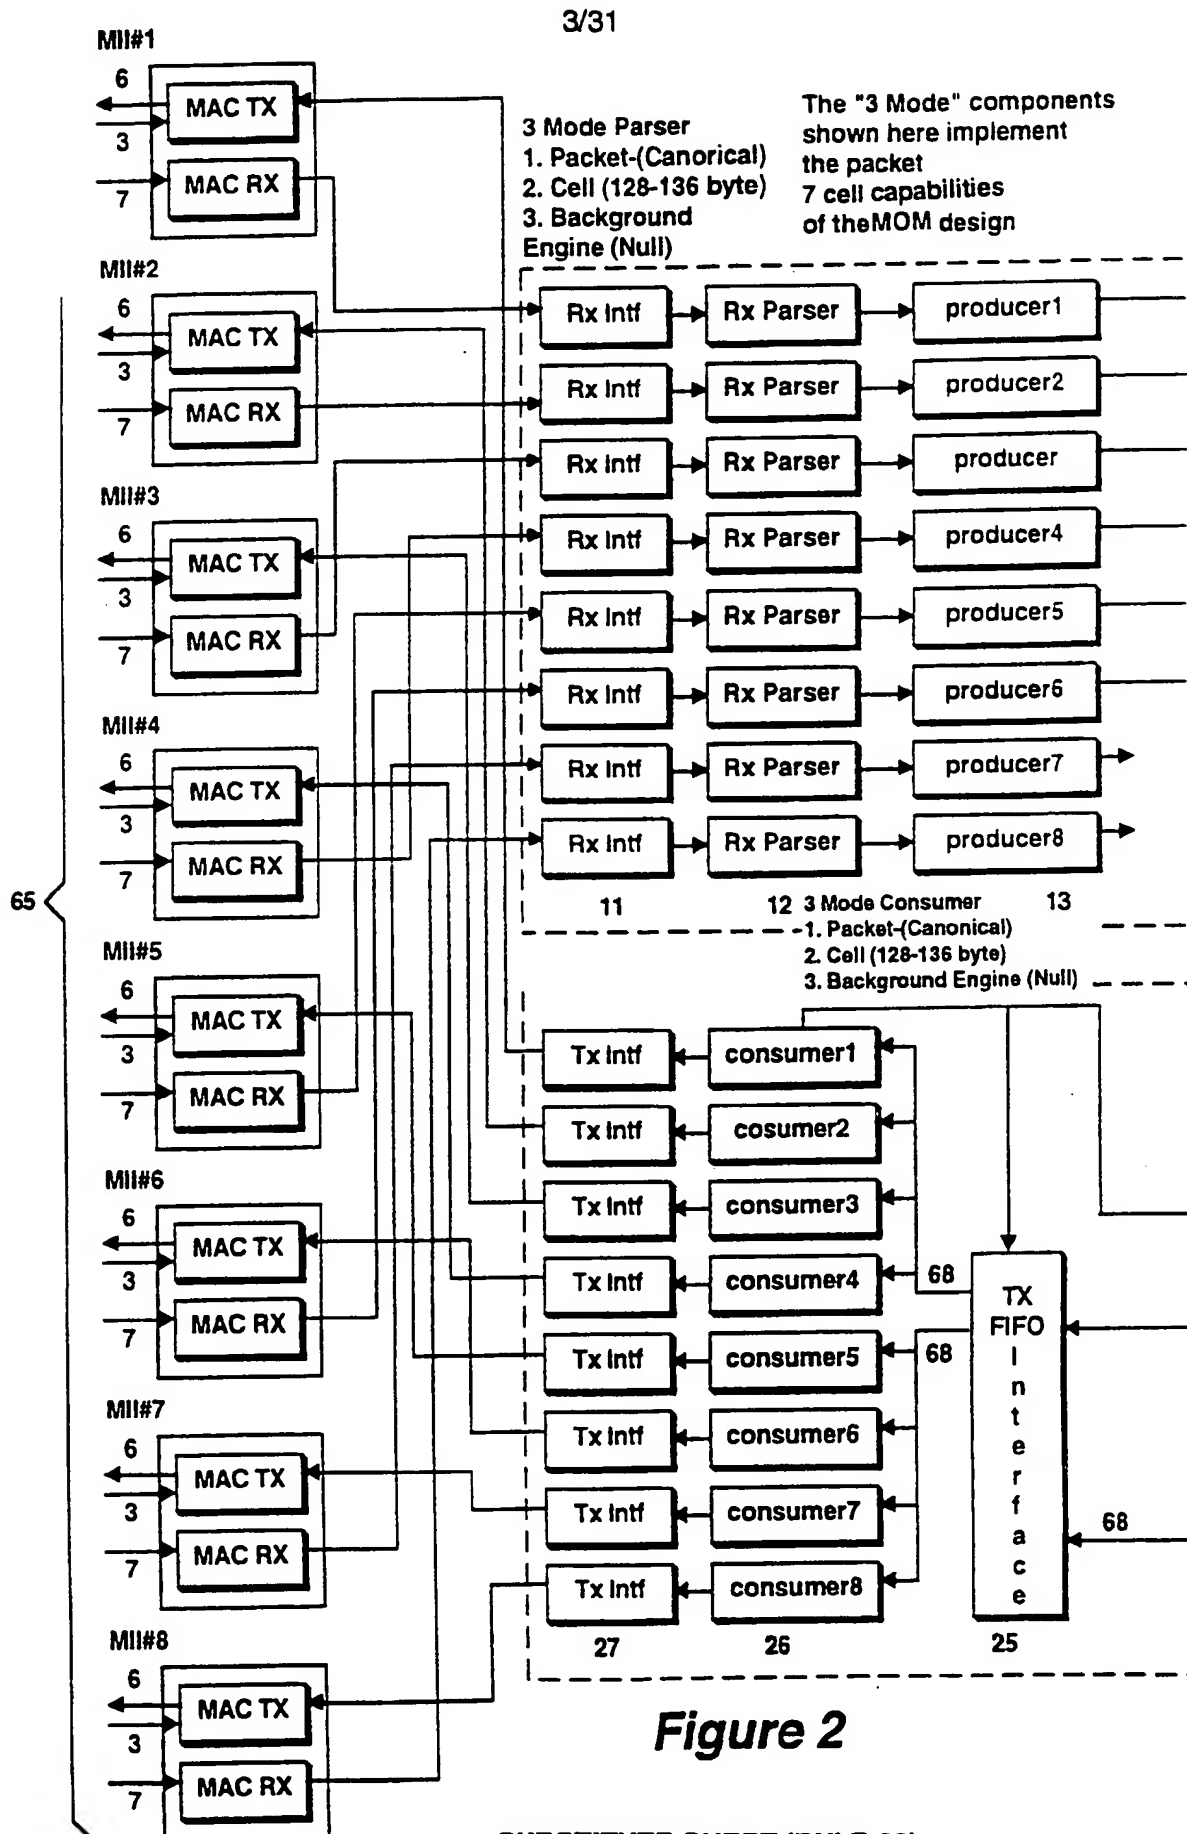 3/31
MII#1
6
MAC TX
3
MAC RX
7
3 Mode Parser
1. Packet-(Canorical)
2. Cell (128-136 byte)
3. Background
Engine (Null)
The "3 Mode" components
shown here implement
the packet
7 cell capabilities
of theMOM design
MII#2
6
MAC TX
3
MAC RX
7
MII#3
6
MAC TX
3
MAC RX
7
MII#4
6
MAC TX
3
MAC RX
7
65
MII#5
6
MAC TX
3
MAC RX
7
MII#6
6
MAC TX
3
MAC RX
7
MII#7
6
MAC TX
3
MAC RX
7
MII#8
6
MAC TX
3
MAC RX
7
Rx Intf Rx Parser producer1
Rx Intf Rx Parser producer2
Rx Intf Rx Parser producer
Rx Intf Rx Parser producer4
Rx Intf Rx Parser producer5
Rx Intf Rx Parser producer6
Rx Intf Rx Parser producer7
Rx Intf Rx Parser producer8
11 12 13
3 Mode Consumer
1. Packet-(Canonical)
2. Cell (128-136 byte)
3. Background Engine (Null)
Tx Intf consumer1
Tx Intf cosumer2
Tx Intf consumer3
Tx Intf consumer4
Tx Intf consumer5
Tx Intf consumer6
Tx Intf consumer7
Tx Intf consumer8
68
68
TX
FIFO
I
n
t
e
r
f
a
c
e
68
27 26 25
Figure 2